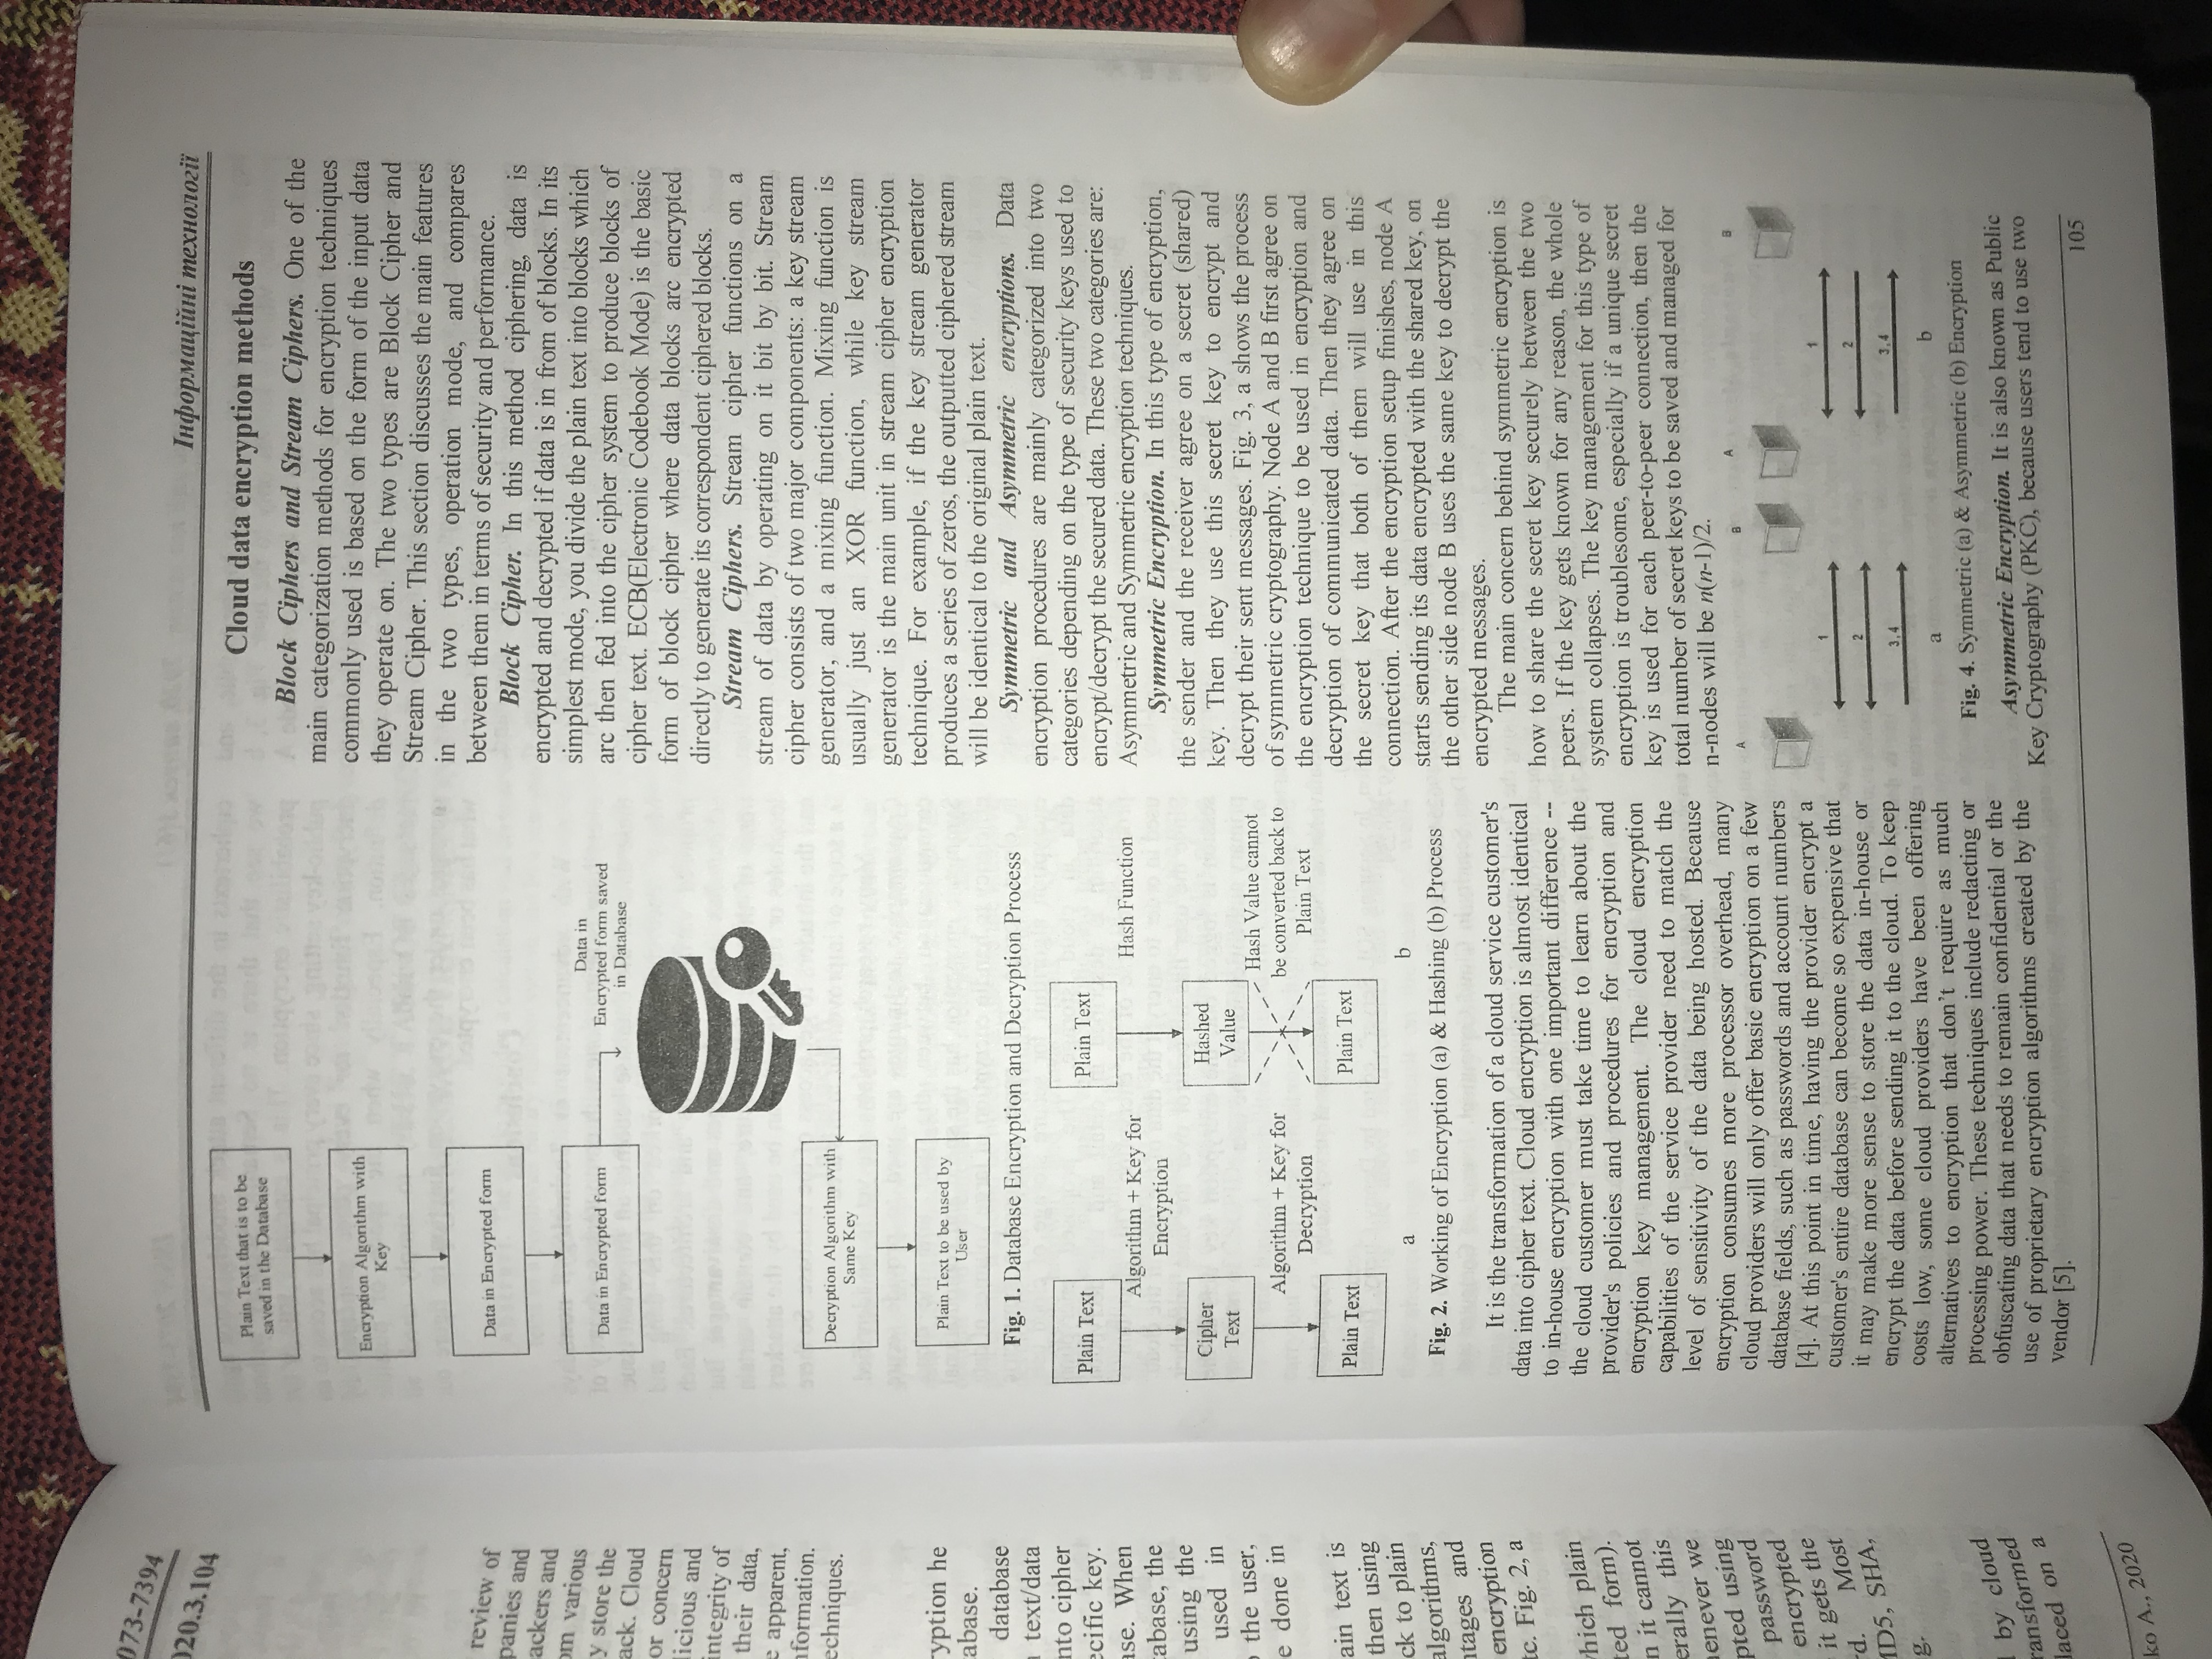 073-7394
020.3.104
review of
panies and
ackers and
om various
y store the
ack. Cloud
or concern
licious and
integrity of
their data,
e apparent,
nformation.
echniques.
ryption he
abase.
database
text/data
nto cipher
ecific key.
ase. When
abase, the
using the
used in
the user,
e done in
ain text is
then using
ck to plain
algorithms,
ntages and
encryption
tc. Fig. 2, a
which plain
ted form).
n it cannot
erally this
henever we
pted using
password
encrypted
it gets the
rd. Most
MD5, SHA,
g.
by cloud
ransformed
laced on a
ko A., 2020
Інформаційні технології
Plain Text that is to be
saved in the Database
Encryption Algorithm with
Key
Data in Encrypted form
Data in Encrypted form
Data in
Encrypted form saved
in Database
Decryption Algorithm with
Same Key
Plain Text to be used by
User
Fig. 1. Database Encryption and Decryption Process
Plain Text
Algorithm + Key for
Encryption
Cipher
Text
Algorithm + Key for
Decryption
Plain Text
a
Plain Text
Hash Function
Hashed
Value
Hash Value cannot
be converted back to
Plain Text
Plain Text
b
Fig. 2. Working of Encryption (a) & Hashing (b) Process
It is the transformation of a cloud service customer's
data into cipher text. Cloud encryption is almost identical
to in-house encryption with one important difference --
the cloud customer must take time to learn about the
provider's policies and procedures for encryption and
encryption key management. The cloud encryption
capabilities of the service provider need to match the
level of sensitivity of the data being hosted. Because
encryption consumes more processor overhead, many
cloud providers will only offer basic encryption on a few
database fields, such as passwords and account numbers
[4]. At this point in time, having the provider encrypt a
customer's entire database can become so expensive that
it may make more sense to store the data in-house or
encrypt the data before sending it to the cloud. To keep
costs low, some cloud providers have been offering
alternatives to encryption that don't require as much
processing power. These techniques include redacting or
obfuscating data that needs to remain confidential or the
use of proprietary encryption algorithms created by the
vendor [5].
Cloud data encryption methods
Block Ciphers and Stream Ciphers. One of the
main categorization methods for encryption techniques
commonly used is based on the form of the input data
they operate on. The two types are Block Cipher and
Stream Cipher. This section discusses the main features
in the two types, operation mode, and compares
between them in terms of security and performance.
Block Cipher. In this method ciphering, data is
encrypted and decrypted if data is in from of blocks. In its
simplest mode, you divide the plain text into blocks which
arc then fed into the cipher system to produce blocks of
cipher text. ECB(Electronic Codebook Mode) is the basic
form of block cipher where data blocks arc encrypted
directly to generate its correspondent ciphered blocks.
Stream Ciphers. Stream cipher functions on a
stream of data by operating on it bit by bit. Stream
cipher consists of two major components: a key stream
generator, and a mixing function. Mixing function is
usually just an XOR function, while key stream
generator is the main unit in stream cipher encryption
technique. For example, if the key stream generator
produces a series of zeros, the outputted ciphered stream
will be identical to the original plain text.
Symmetric and Asymmetric encryptions. Data
encryption procedures are mainly categorized into two
categories depending on the type of security keys used to
encrypt/decrypt the secured data. These two categories are:
Asymmetric and Symmetric encryption techniques.
Symmetric Encryption. In this type of encryption,
the sender and the receiver agree on a secret (shared)
key. Then they use this secret key to encrypt and
decrypt their sent messages. Fig. 3, a shows the process
of symmetric cryptography. Node A and B first agree on
the encryption technique to be used in encryption and
decryption of communicated data. Then they agree on
the secret key that both of them will use in this
connection. After the encryption setup finishes, node A
starts sending its data encrypted with the shared key, on
the other side node B uses the same key to decrypt the
encrypted messages.
The main concern behind symmetric encryption is
how to share the secret key securely between the two
peers. If the key gets known for any reason, the whole
system collapses. The key management for this type of
encryption is troublesome, especially if a unique secret
key is used for each peer-to-peer connection, then the
total number of secret keys to be saved and managed for
n-nodes will be n(n-1)/2.
A B A B
1
2
3,4
a
1
2
3,4
b
Fig. 4. Symmetric (a) & Asymmetric (b) Encryption
Asymmetric Encryption. It is also known as Public
Key Cryptography (PKC), because users tend to use two
105